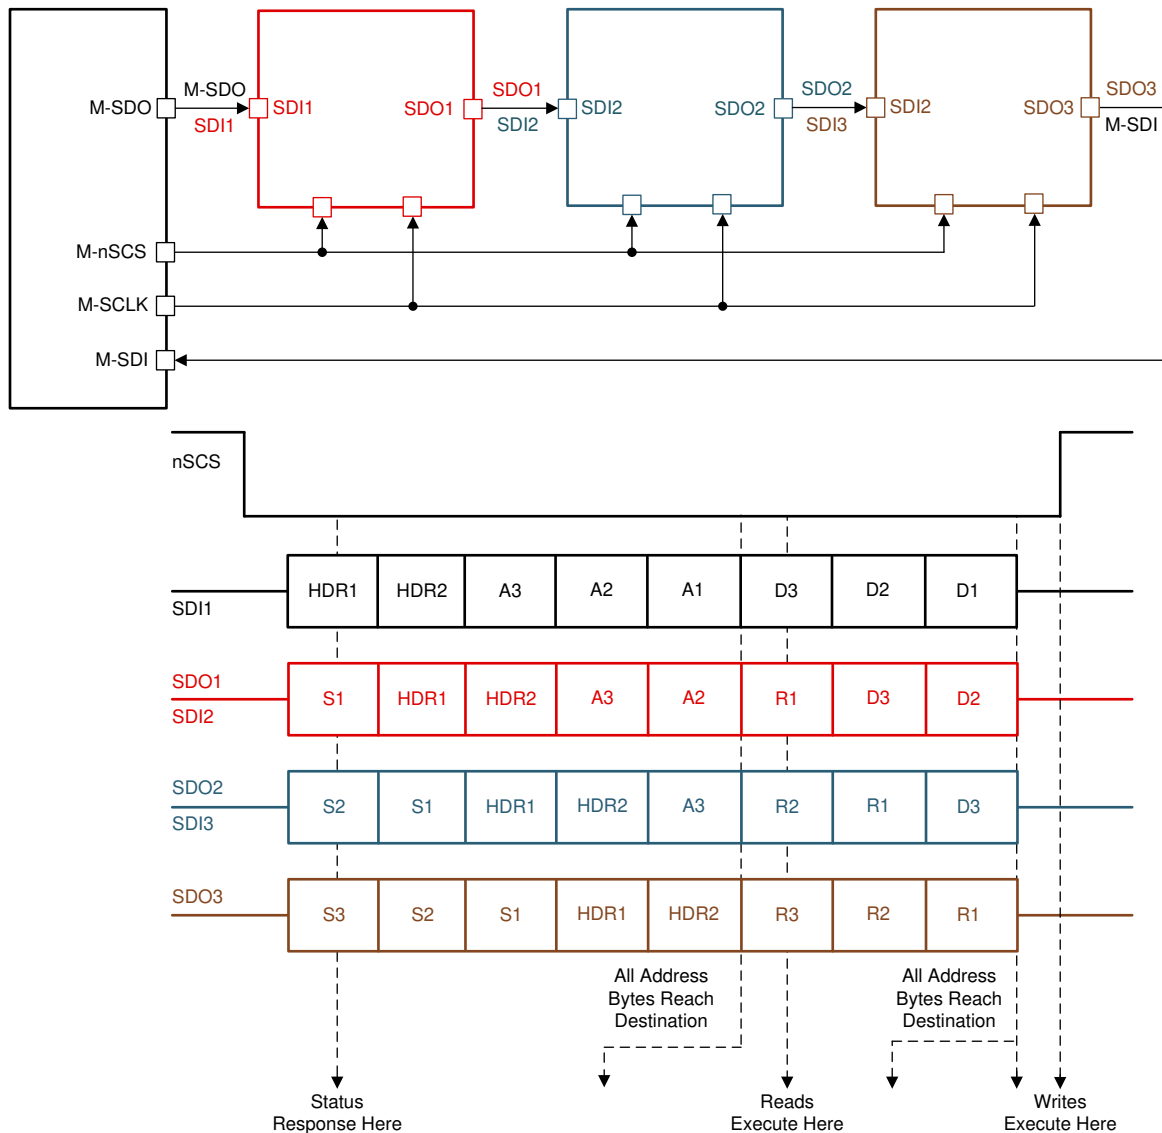 M-SDO
M-SDO
SDI1
SDI1
SDO1
SDO1
SDI2
SDI2
SDO2
SDO2
SDI3
SDI2
SDO3
SDO3
M-SDI
M-nSCS
M-SCLK
M-SDI
nSCS
SDI1
HDR1 HDR2 A3 A2 A1 D3 D2 D1
SDO1
SDI2
S1 HDR1 HDR2 A3 A2 R1 D3 D2
SDO2
SDI3
S2 S1 HDR1 HDR2 A3 R2 R1 D3
SDO3
S3 S2 S1 HDR1 HDR2 R3 R2 R1
All Address
Bytes Reach
Destination
All Address
Bytes Reach
Destination
Status
Response Here
Reads
Execute Here
Writes
Execute Here